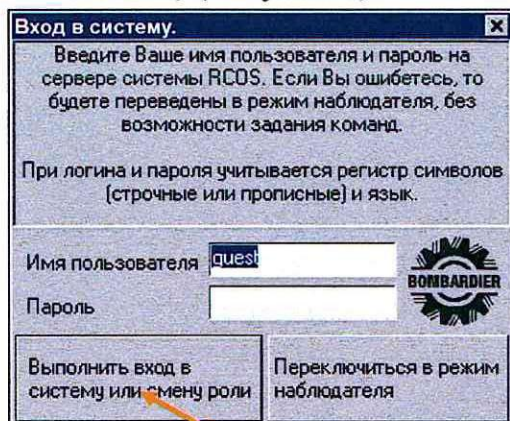 Вход в систему.
Введите Ваше имя пользователя и пароль на
сервере системы RCOS. Если Вы ошибетесь, то
будете переведены в режим наблюдателя, без
возможности задания команд.
При логина и пароля учитывается регистр символов
(строчные или прописные) и язык.
Имя пользователя guest
BOMBARDIER
Пароль
Выполнить вход в
систему или смену роли
Переключиться в режим
наблюдателя